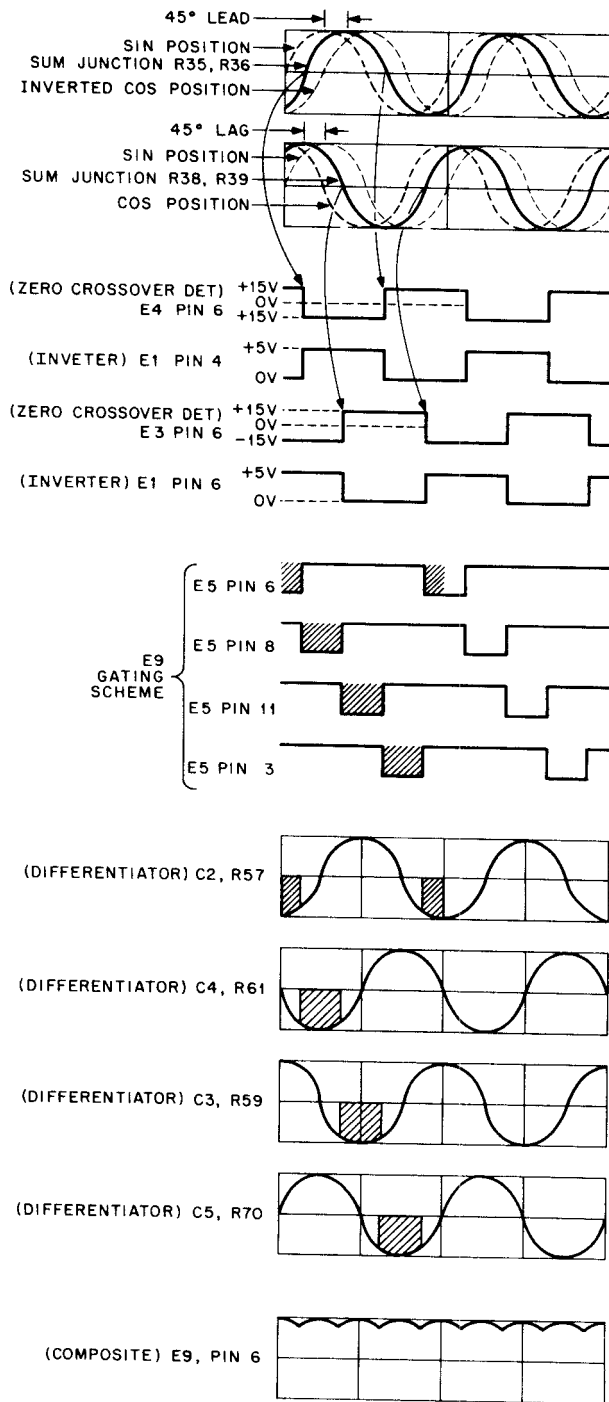 45° LEAD
SIN POSITION
SUM JUNCTION R35, R36
INVERTED COS POSITION
45° LAG
SIN POSITION
SUM JUNCTION R38, R39
COS POSITION
(ZERO CROSSOVER DET)
E4 PIN 6
+15V
0V
+15V
(INVETER) E1 PIN 4
+5V
0V
(ZERO CROSSOVER DET)
E3 PIN 6
+15V
0V
-15V
(INVERTER) E1 PIN 6
+5V
0V
E9
GATING
SCHEME
E5 PIN 6
E5 PIN 8
E5 PIN 11
E5 PIN 3
(DIFFERENTIATOR) C2, R57
(DIFFERENTIATOR) C4, R61
(DIFFERENTIATOR) C3, R59
(DIFFERENTIATOR) C5, R70
(COMPOSITE) E9, PIN 6